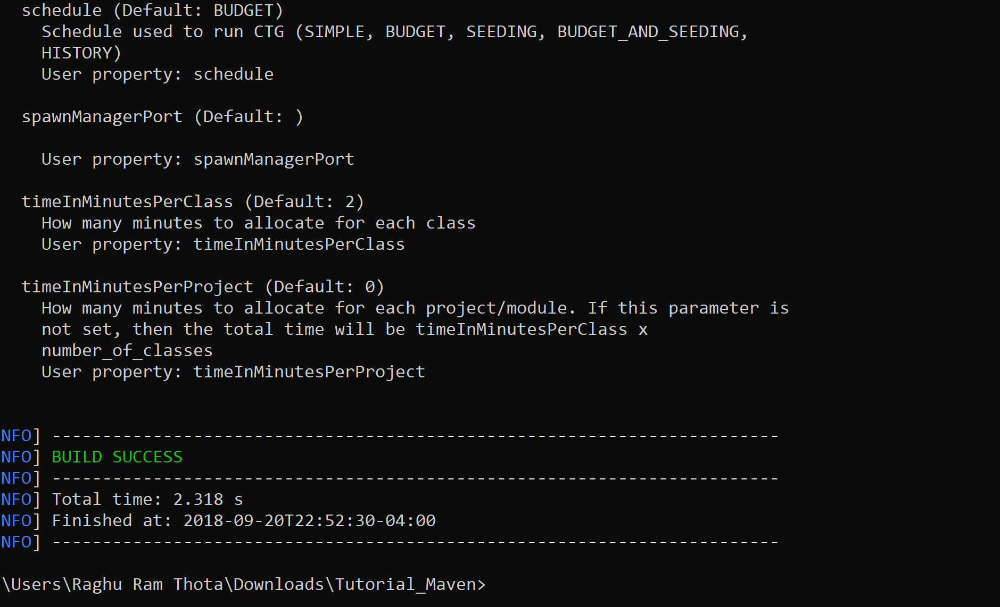 schedule (Default: BUDGET)
Schedule used to run CTG (SIMPLE, BUDGET, SEEDING, BUDGET_AND_SEEDING,
HISTORY)
User property: schedule
spawnManagerPort (Default: )
User property: spawnManagerPort
timeInMinutesPerClass (Default: 2)
How many minutes to allocate for each class
User property: timeInMinutesPerClass
timeInMinutesPerProject (Default: 0)
How many minutes to allocate for each project/module. If this parameter is
not set, then the total time will be timeInMinutesPerClass x
number_of_classes
User property: timeInMinutesPerProject
NFO] ------------------------------------------------------------------------
NFO] BUILD SUCCESS
NFO] ------------------------------------------------------------------------
NFO] Total time: 2.318 s
NFO] Finished at: 2018-09-20T22:52:30-04:00
NFO] ------------------------------------------------------------------------
\Users\Raghu Ram Thota\Downloads\Tutorial_Maven>